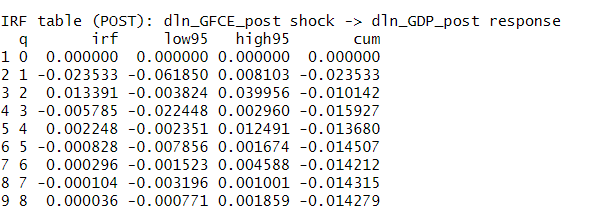 IRF table (POST): dln_GFCE_post shock -> dln_GDP_post response
  q       irf     low95   high95       cum
1 0  0.000000  0.000000 0.000000  0.000000
2 1 -0.023533 -0.061850 0.008103 -0.023533
3 2  0.013391 -0.003824 0.039956 -0.010142
4 3 -0.005785 -0.022448 0.002960 -0.015927
5 4  0.002248 -0.002351 0.012491 -0.013680
6 5 -0.000828 -0.007856 0.001674 -0.014507
7 6  0.000296 -0.001523 0.004588 -0.014212
8 7 -0.000104 -0.003196 0.001001 -0.014315
9 8  0.000036 -0.000771 0.001859 -0.014279